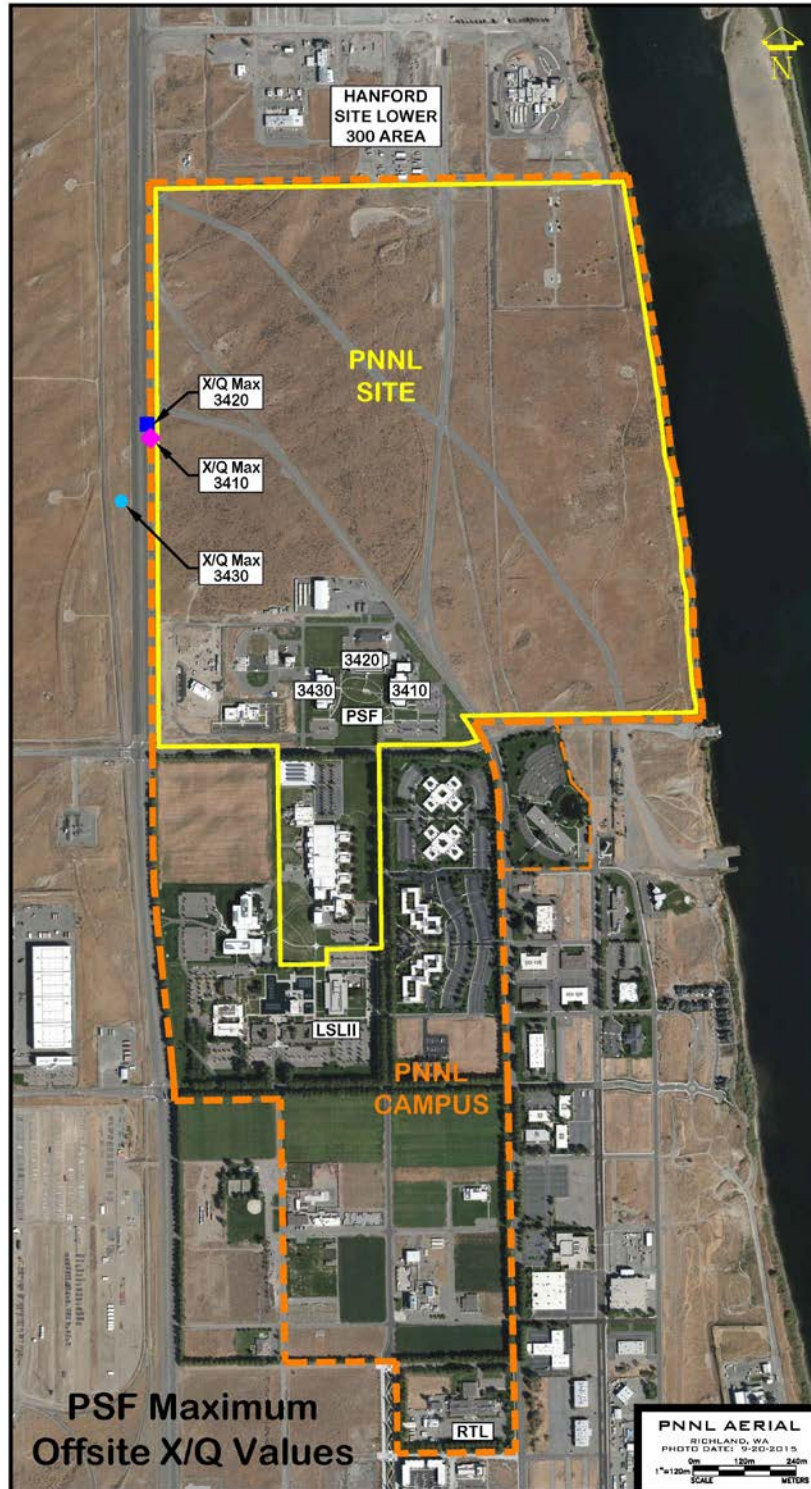 N
HANFORD
SITE LOWER
300 AREA
PNNL
SITE
X/Q Max
3420
X/Q Max
3410
X/Q Max
3430
3420
3430
3410
PSF
LSLII
PNNL
CAMPUS
RTL
PSF Maximum
Offsite X/Q Values
PNNL AERIAL
RICHLAND, WA
PHOTO DATE: 9-20-2015
0m 120m 240m
1"=120m
SCALE METERS